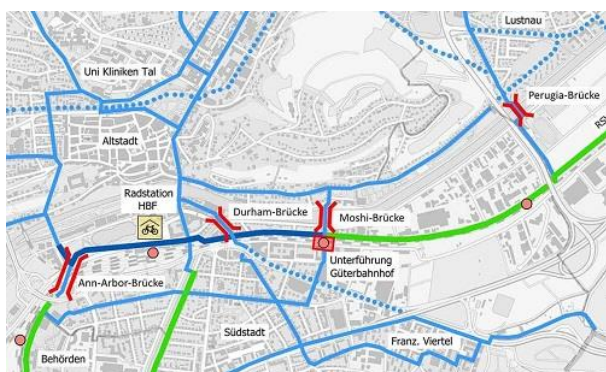 Lustnau
Uni Kliniken Tal
Perugia-Brücke
Altstadt
Radstation
HBF
Durham-Brücke
Moshi-Brücke
Unterführung
Güterbahnhof
Ann-Arbor-Brücke
Südstadt
Franz. Viertel
Behörden